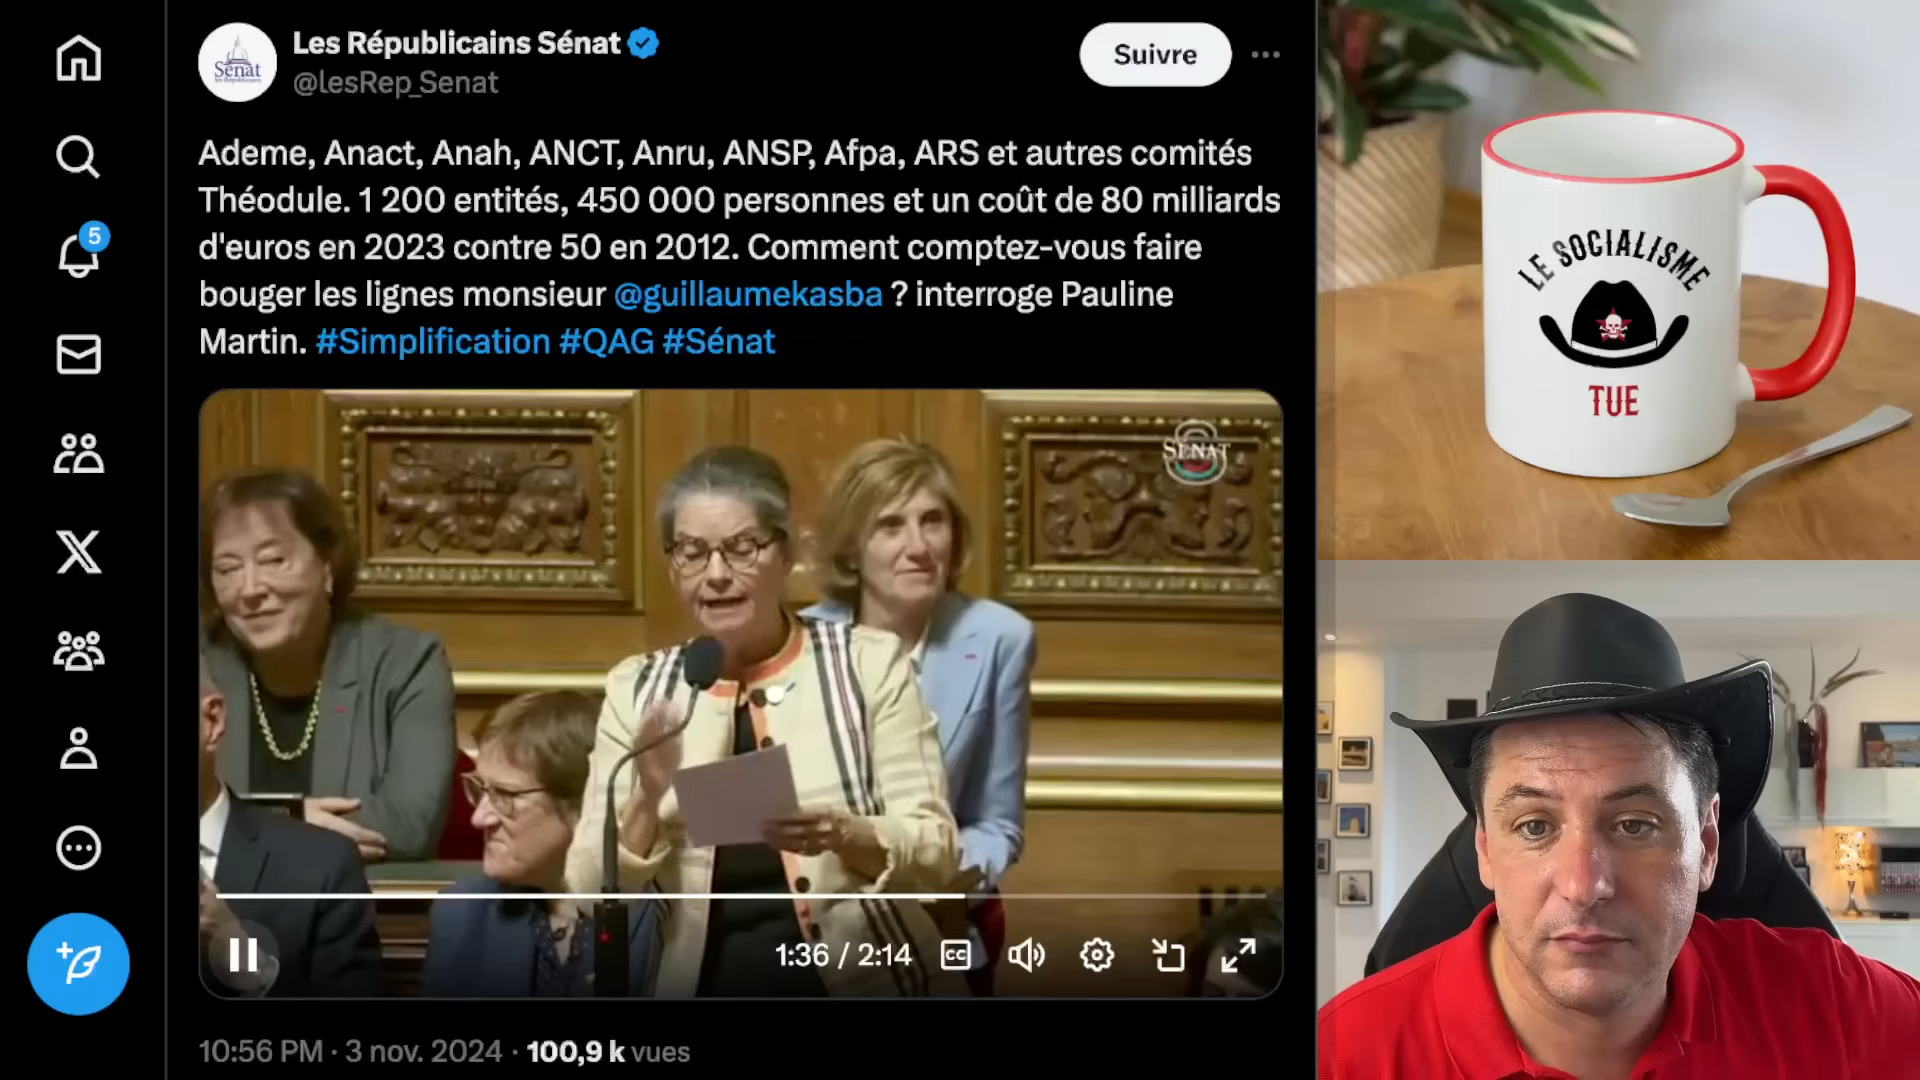 Les Républicains Sénat
@lesRep_Senat
Suivre
Sénat
Ademe, Anact, Anah, ANCT, Anru, ANSP, Afpa, ARS et autres comités
Théodule. 1 200 entités, 450 000 personnes et un coût de 80 milliards
d'euros en 2023 contre 50 en 2012. Comment comptez-vous faire
bouger les lignes monsieur @guillaumekasba ? interroge Pauline
Martin. #Simplification #QAG #Sénat
5
SÉNAT
1:36 / 2:14
CC
10:56 PM · 3 nov. 2024 · 100,9 k vues
LE SOCIALISME
TUE